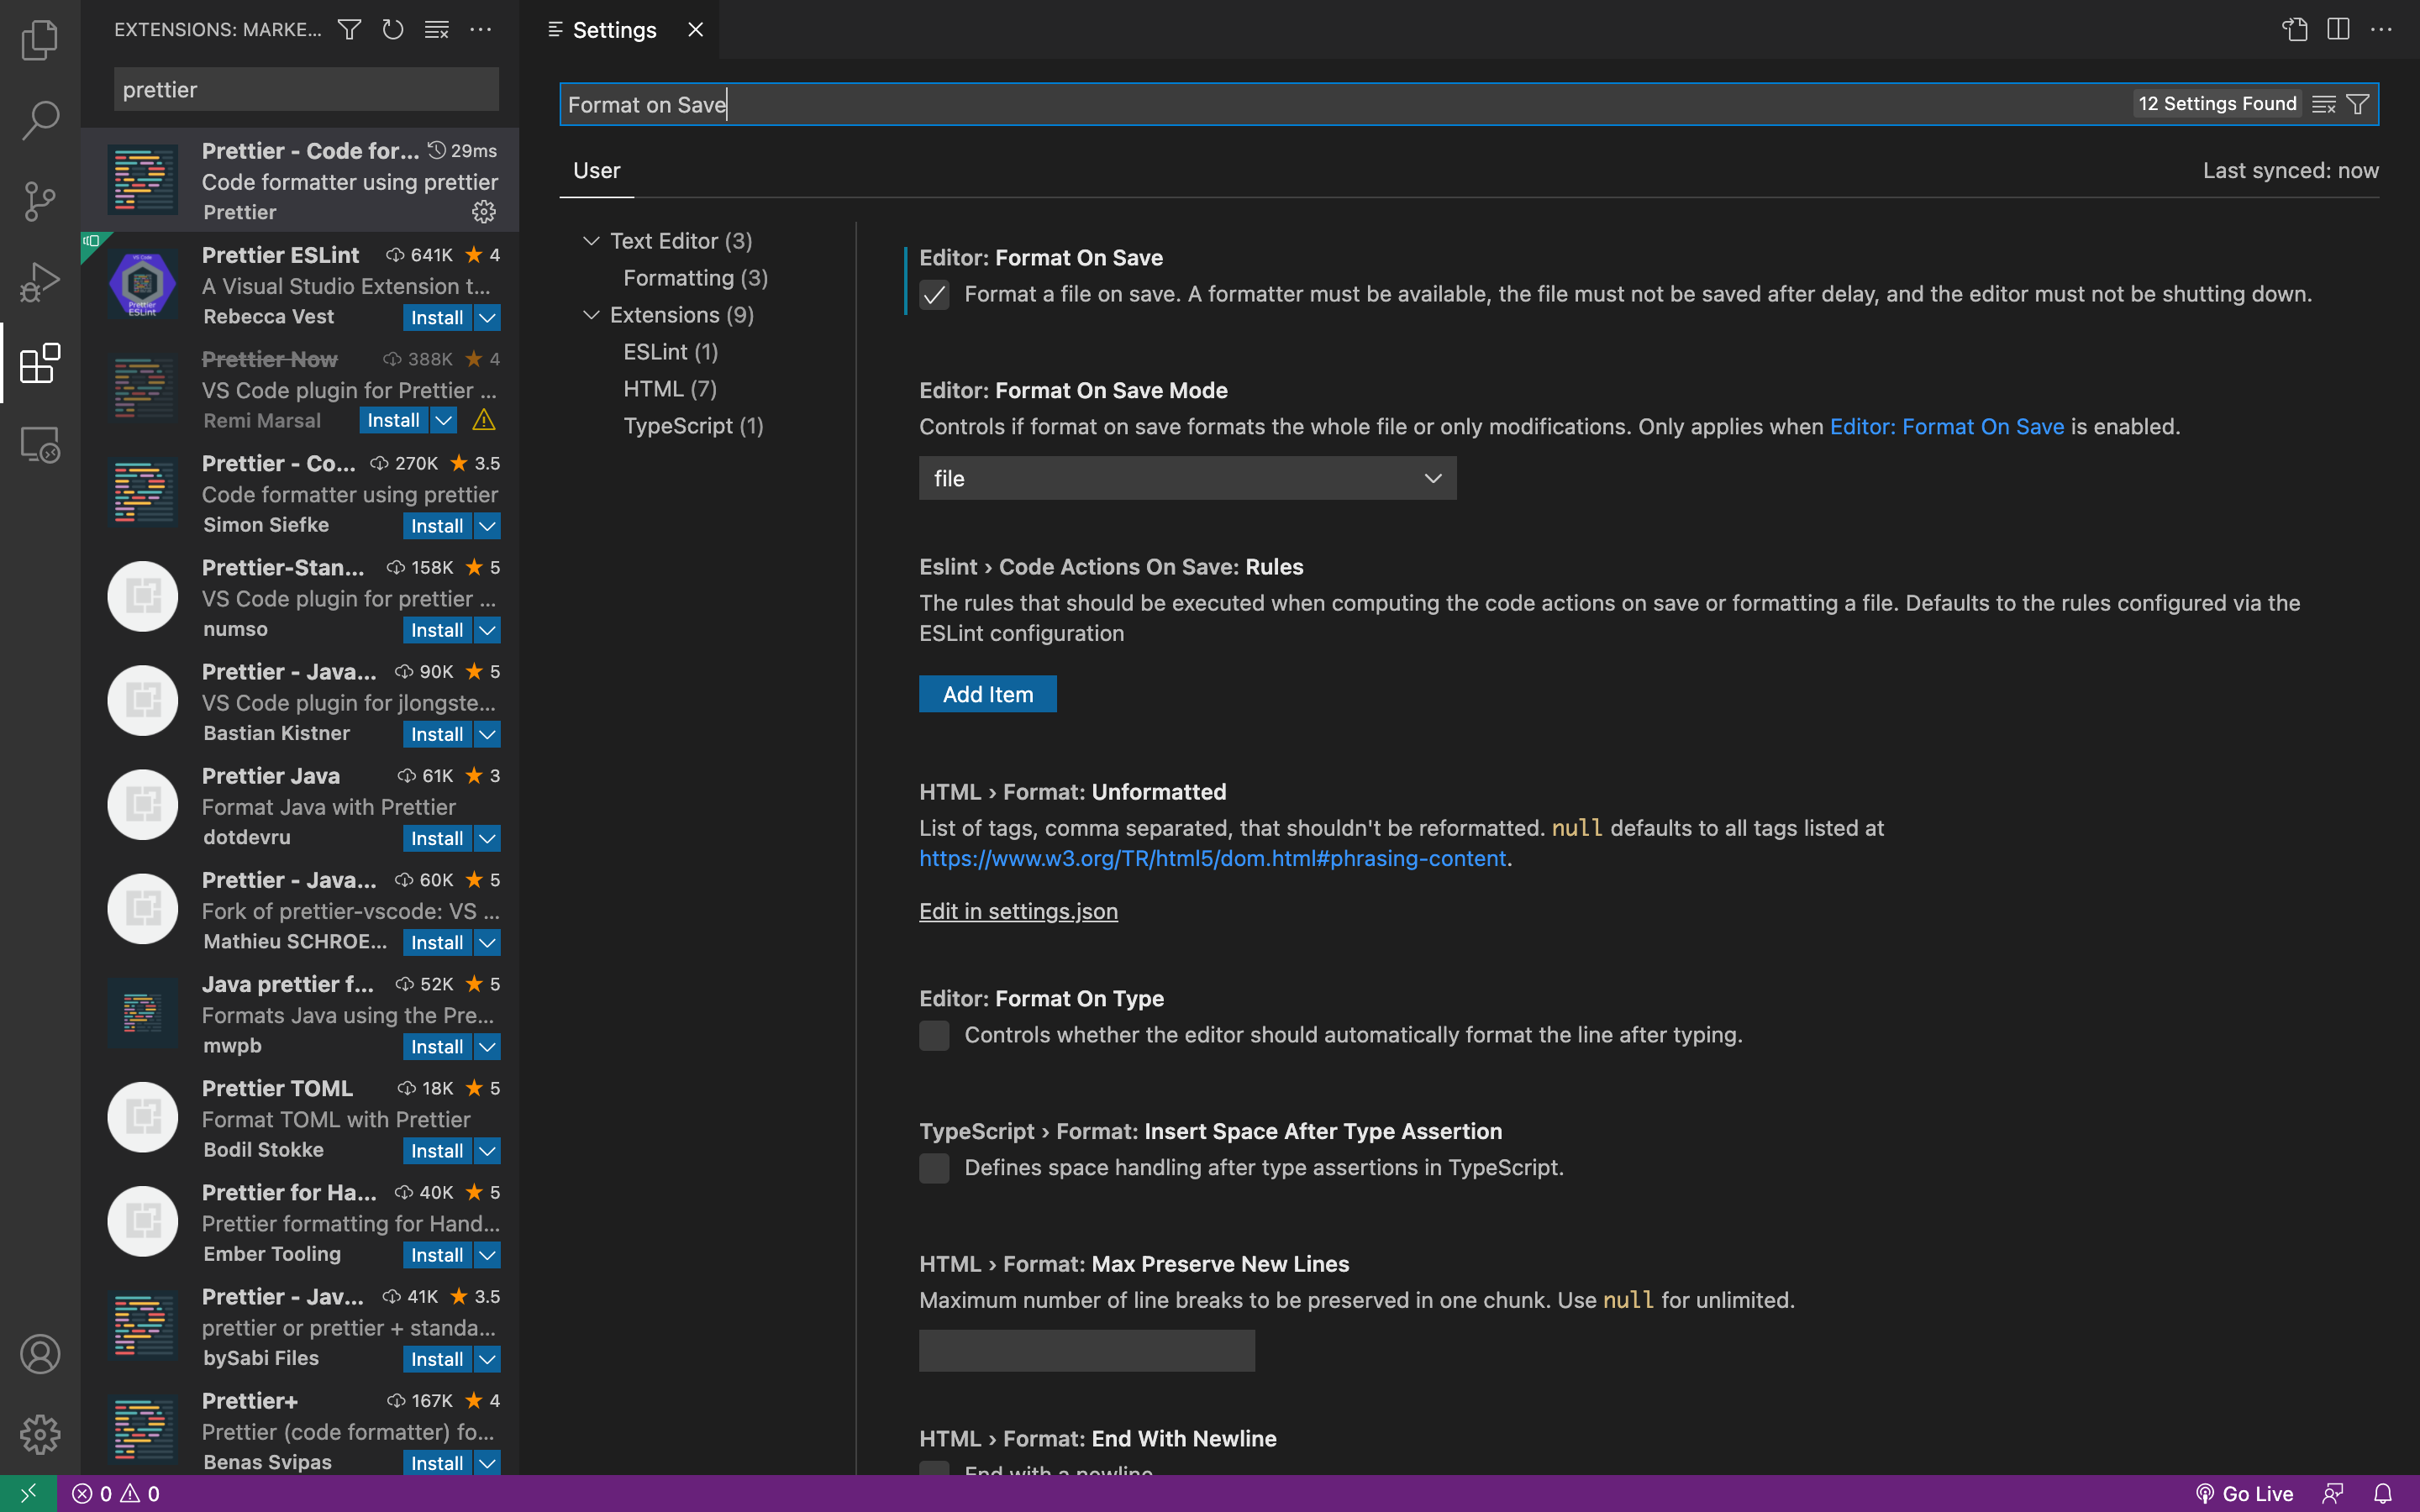 EXTENSIONS: MARKE...
prettier
Prettier - Code for... 29ms
Code formatter using prettier
Prettier
Prettier ESLint 641K 4
A Visual Studio Extension t...
Rebecca Vest Install
Prettier Now 388K 4
VS Code plugin for Prettier ...
Remi Marsal Install
Prettier - Co... 270K 3.5
Code formatter using prettier
Simon Siefke Install
Prettier-Stan... 158K 5
VS Code plugin for prettier ...
numso Install
Prettier - Java... 90K 5
VS Code plugin for jlongste...
Bastian Kistner Install
Prettier Java 61K 3
Format Java with Prettier
dotdevru Install
Prettier - Java... 60K 5
Fork of prettier-vscode: VS ...
Mathieu SCHROE... Install
Java prettier f... 52K 5
Formats Java using the Pre...
mwpb Install
Prettier TOML 18K 5
Format TOML with Prettier
Bodil Stokke Install
Prettier for Ha... 40K 5
Prettier formatting for Hand...
Ember Tooling Install
Prettier - Jav... 41K 3.5
prettier or prettier + standa...
bySabi Files Install
Prettier+ 167K 4
Prettier (code formatter) fo...
Benas Svipas Install
Settings
Format on Save
12 Settings Found
User
Last synced: now
Text Editor (3)
Formatting (3)
Extensions (9)
ESLint (1)
HTML (7)
TypeScript (1)
Editor: Format On Save
Format a file on save. A formatter must be available, the file must not be saved after delay, and the editor must not be shutting down.
Editor: Format On Save Mode
Controls if format on save formats the whole file or only modifications. Only applies when Editor: Format On Save is enabled.
file
Eslint › Code Actions On Save: Rules
The rules that should be executed when computing the code actions on save or formatting a file. Defaults to the rules configured via the
ESLint configuration
Add Item
HTML › Format: Unformatted
List of tags, comma separated, that shouldn't be reformatted. null defaults to all tags listed at
https://www.w3.org/TR/html5/dom.html#phrasing-content.
Edit in settings.json
Editor: Format On Type
Controls whether the editor should automatically format the line after typing.
TypeScript › Format: Insert Space After Type Assertion
Defines space handling after type assertions in TypeScript.
HTML › Format: Max Preserve New Lines
Maximum number of line breaks to be preserved in one chunk. Use null for unlimited.
HTML › Format: End With Newline
End with a newline.
0 0
Go Live